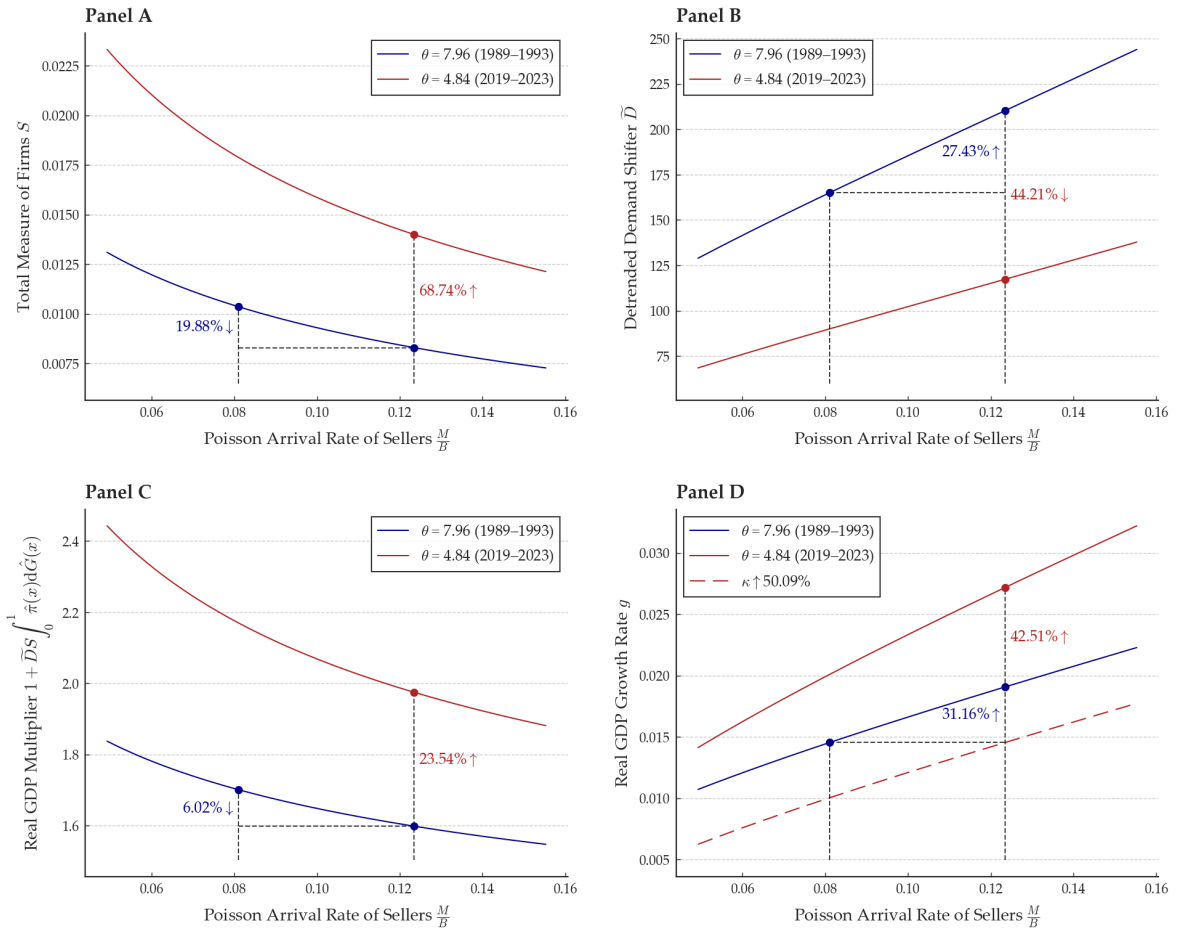 Panel A
Total Measure of Firms S
θ = 7.96 (1989–1993)
θ = 4.84 (2019–2023)
0.0225
0.0200
0.0175
0.0150
0.0125
0.0100
0.0075
68.74% ↑
19.88% ↓
0.06 0.08 0.10 0.12 0.14 0.16
Poisson Arrival Rate of Sellers M/B
Panel B
Detrended Demand Shifter D̃
θ = 7.96 (1989–1993)
θ = 4.84 (2019–2023)
250
225
200
175
150
125
100
75
27.43% ↑
44.21% ↓
0.06 0.08 0.10 0.12 0.14 0.16
Poisson Arrival Rate of Sellers M/B
Panel C
Real GDP Multiplier 1 + D̃S ∫₀¹ π̂(x)dĜ(x)
θ = 7.96 (1989–1993)
θ = 4.84 (2019–2023)
2.4
2.2
2.0
1.8
1.6
23.54% ↑
6.02% ↓
0.06 0.08 0.10 0.12 0.14 0.16
Poisson Arrival Rate of Sellers M/B
Panel D
Real GDP Growth Rate g
θ = 7.96 (1989–1993)
θ = 4.84 (2019–2023)
κ ↑ 50.09%
0.030
0.025
0.020
0.015
0.010
0.005
42.51% ↑
31.16% ↑
0.06 0.08 0.10 0.12 0.14 0.16
Poisson Arrival Rate of Sellers M/B